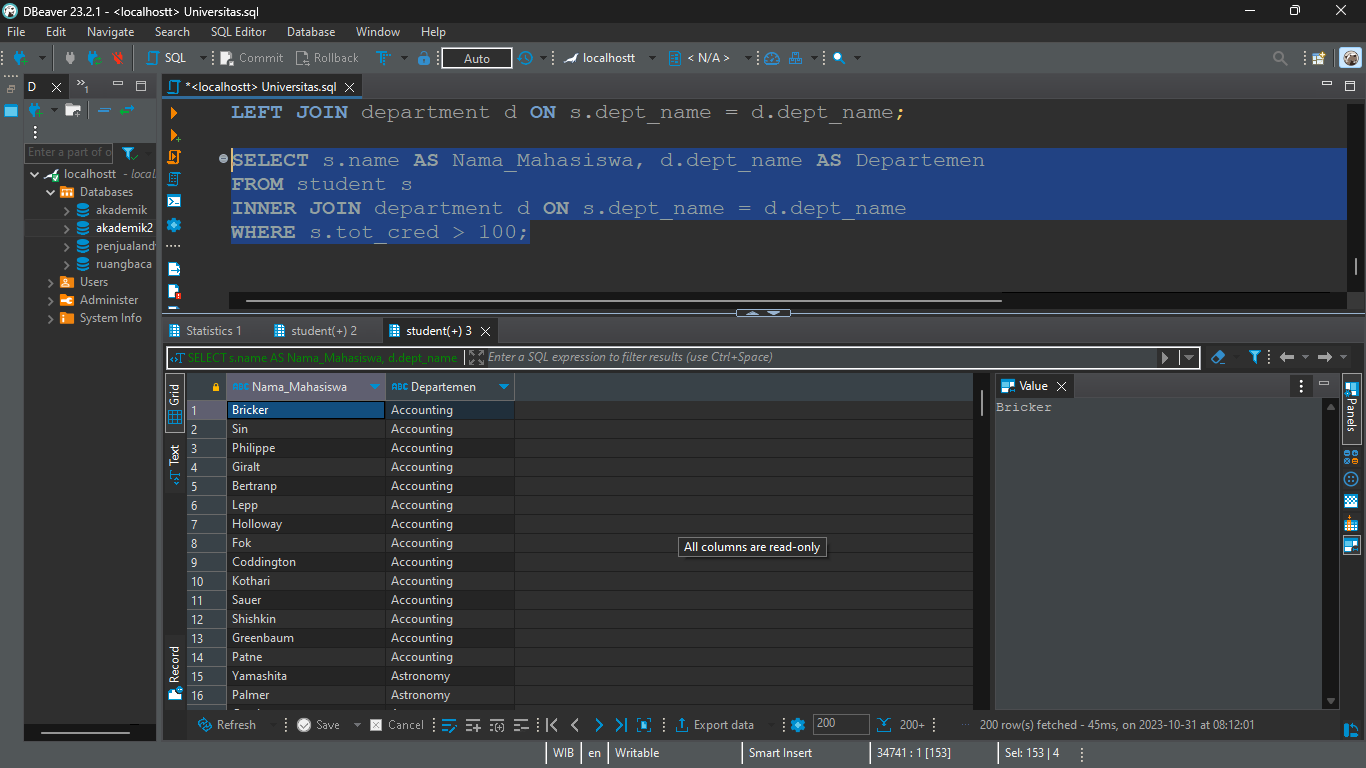 DBeaver 23.2.1 - <localhostt> Universitas.sql
File Edit Navigate Search SQL Editor Database Window Help
SQL Commit Rollback Auto localhostt < N/A >
D »1
*<localhostt> Universitas.sql
Enter a part of o
localhostt - local
Databases
akademik
akademik2
penjualand
ruangbaca
Users
Administer
System Info
LEFT JOIN department d ON s.dept_name = d.dept_name;
SELECT s.name AS Nama_Mahasiswa, d.dept_name AS Departemen
FROM student s
INNER JOIN department d ON s.dept_name = d.dept_name
WHERE s.tot_cred > 100;
Statistics 1 student(+) 2 student(+) 3
SELECT s.name AS Nama_Mahasiswa, d.dept_name Enter a SQL expression to filter results (use Ctrl+Space)
Grid
Text
Record
ABC Nama_Mahasiswa ABC Departemen
1 Bricker Accounting
2 Sin Accounting
3 Philippe Accounting
4 Giralt Accounting
5 Bertranp Accounting
6 Lepp Accounting
7 Holloway Accounting
8 Fok Accounting
9 Coddington Accounting
10 Kothari Accounting
11 Sauer Accounting
12 Shishkin Accounting
13 Greenbaum Accounting
14 Patne Accounting
15 Yamashita Astronomy
16 Palmer Astronomy
All columns are read-only
Value
Bricker
Panels
Refresh Save Cancel Export data 200 200+ 200 row(s) fetched - 45ms, on 2023-10-31 at 08:12:01
WIB en Writable Smart Insert 34741 : 1 [153] Sel: 153 | 4